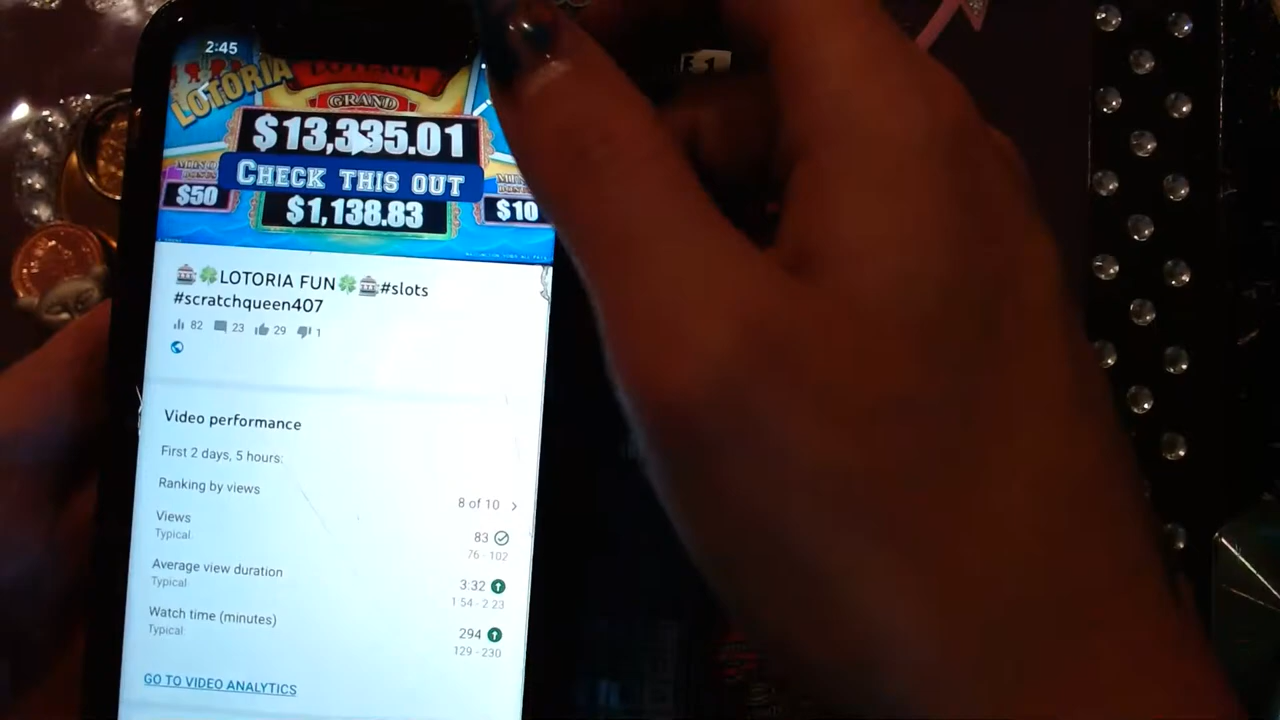 2:45
LOTORIA
LOTERIA
GRAND
$13,335.01
CHECK THIS OUT
$50
$1,138.83
$10
🎰🍀LOTORIA FUN🍀🎰#slots
#scratchqueen407
82 23 29 1
Video performance
First 2 days, 5 hours:
Ranking by views 8 of 10 >
Views 83
Typical 76 - 102
Average view duration 3:32
Typical 1:54 - 2:23
Watch time (minutes) 294
Typical 129 - 230
GO TO VIDEO ANALYTICS